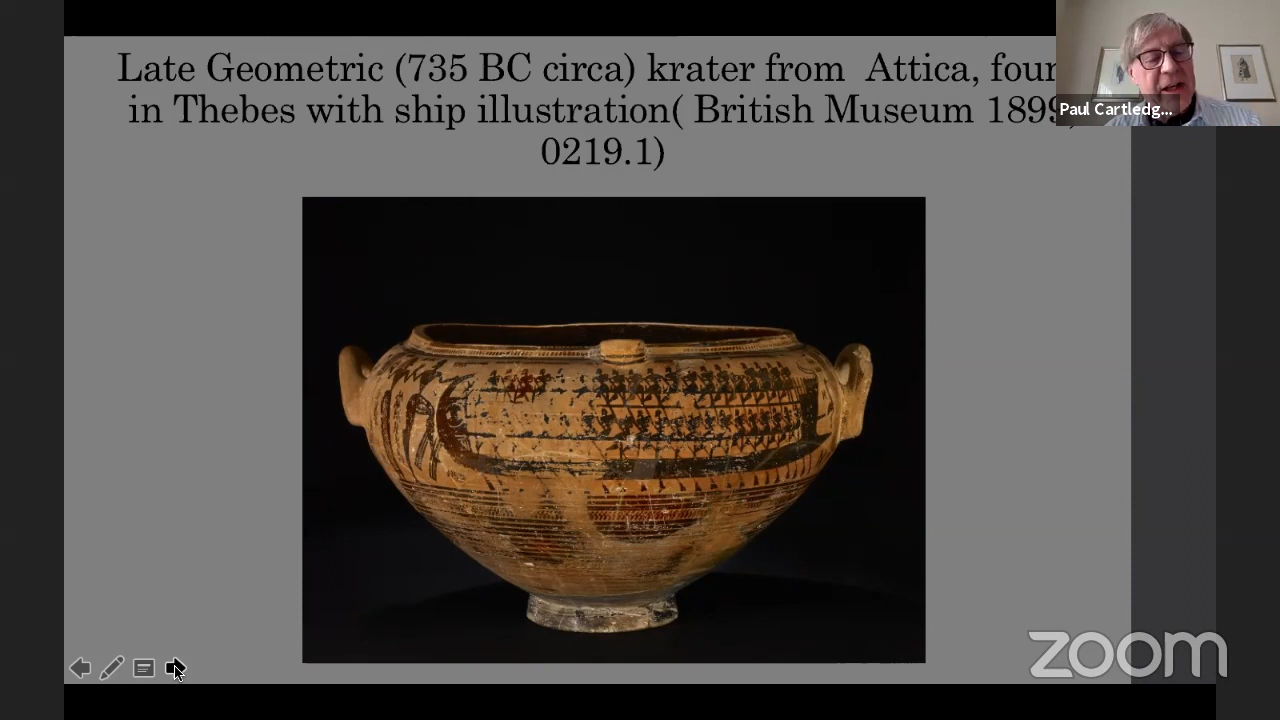 Late Geometric (735 BC circa) krater from  Attica, foun
in Thebes with ship illustration( British Museum 1899,
0219.1)
Paul Cartledg...
zoom